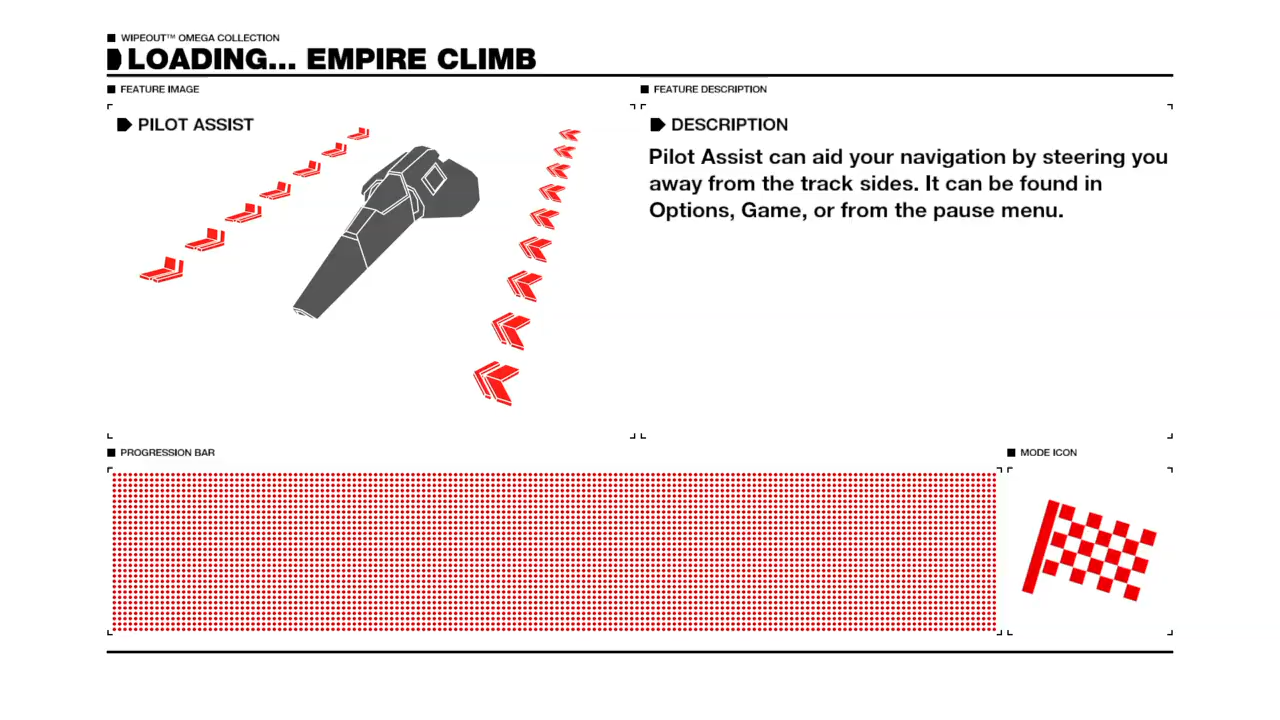 WIPEOUT™ OMEGA COLLECTION
LOADING... EMPIRE CLIMB
FEATURE IMAGE
PILOT ASSIST
FEATURE DESCRIPTION
DESCRIPTION
Pilot Assist can aid your navigation by steering you
away from the track sides. It can be found in
Options, Game, or from the pause menu.
PROGRESSION BAR
MODE ICON